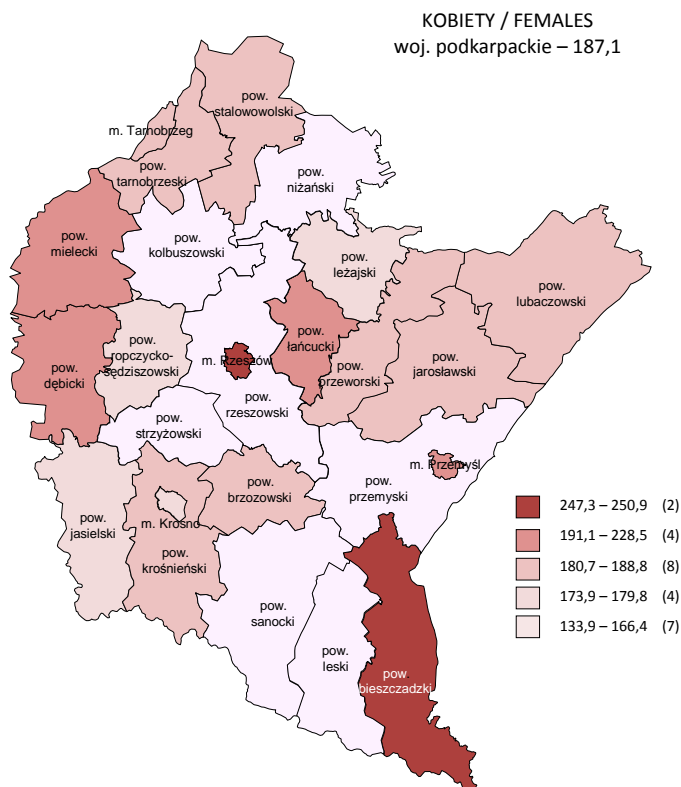 KOBIETY / FEMALES
woj. podkarpackie – 187,1
pow.
stalowowolski
m. Tarnobrzeg
pow.
tarnobrzeski
pow.
niżański
pow.
mielecki
pow.
kolbuszowski
pow.
leżajski
pow.
lubaczowski
pow.
ropczycko-
sędziszowski
m. Rzeszów
pow.
łańcucki
pow.
przeworski
pow.
jarosławski
pow.
dębicki
pow.
rzeszowski
pow.
strzyżowski
m. Przemyśl
pow.
przemyski
pow.
brzozowski
m. Krosno
pow.
jasielski
pow.
krośnieński
pow.
sanocki
pow.
leski
pow.
bieszczadzki
247,3 – 250,9 (2)
191,1 – 228,5 (4)
180,7 – 188,8 (8)
173,9 – 179,8 (4)
133,9 – 166,4 (7)